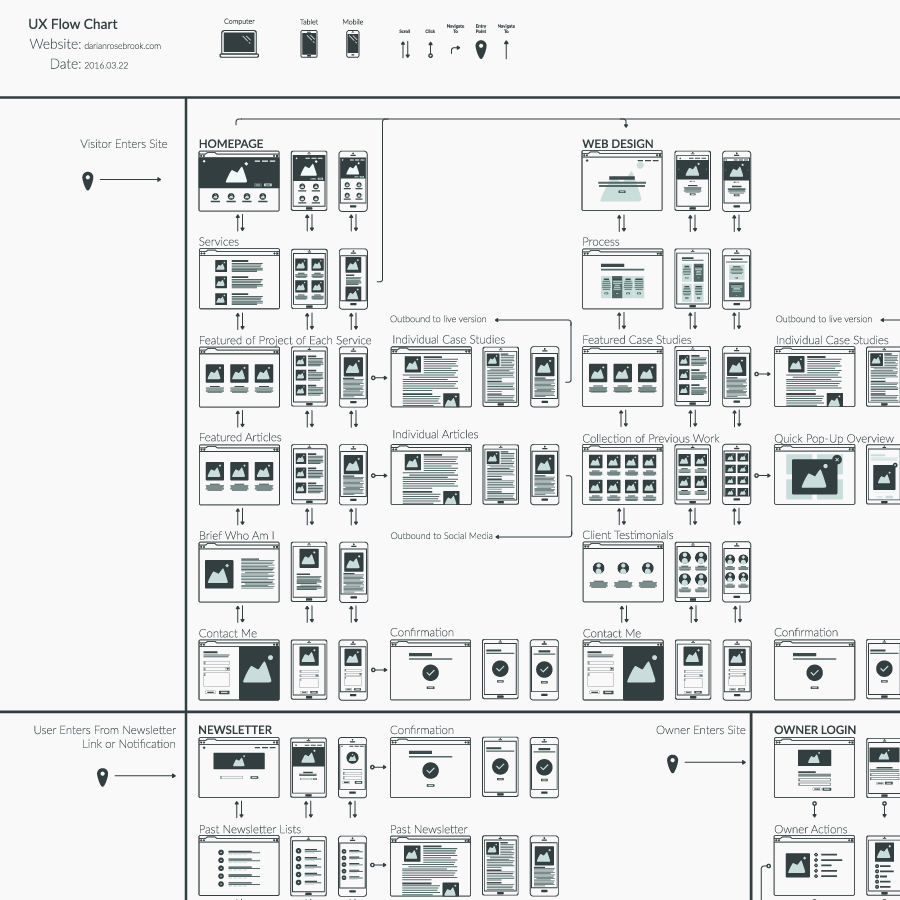 UX Flow Chart
Website: darianrosebrook.com
Date: 2016.03.22
Computer
Tablet
Mobile
Scroll
Click
Navigate
To
Entry
Point
Navigate
To
Visitor Enters Site
HOMEPAGE
WEB DESIGN
Services
Process
Outbound to live version
Outbound to live version
Featured of Project of Each Service
Individual Case Studies
Featured Case Studies
Individual Case Studies
Featured Articles
Individual Articles
Collection of Previous Work
Quick Pop-Up Overview
Brief Who Am I
Outbound to Social Media
Client Testimonials
Contact Me
Confirmation
Contact Me
Confirmation
User Enters From Newsletter
Link or Notification
NEWSLETTER
Confirmation
Owner Enters Site
OWNER LOGIN
Past Newsletter Lists
Past Newsletter
Owner Actions